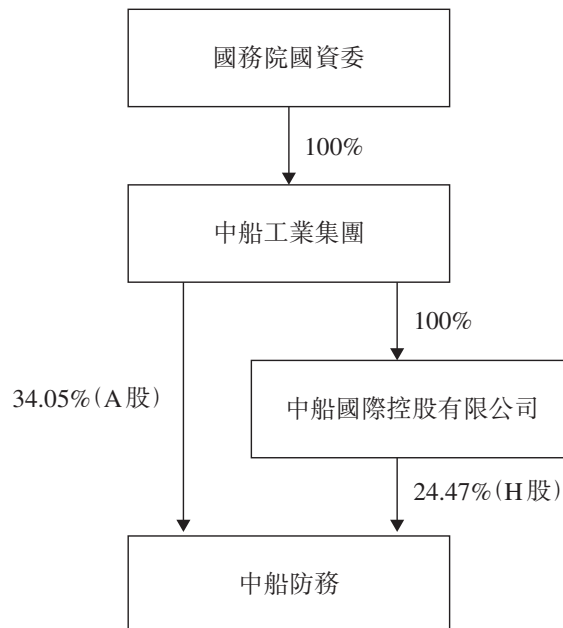 國務院國資委
100%
中船工業集團
100%
34.05%(A股)
中船國際控股有限公司
24.47%(H股)
中船防務